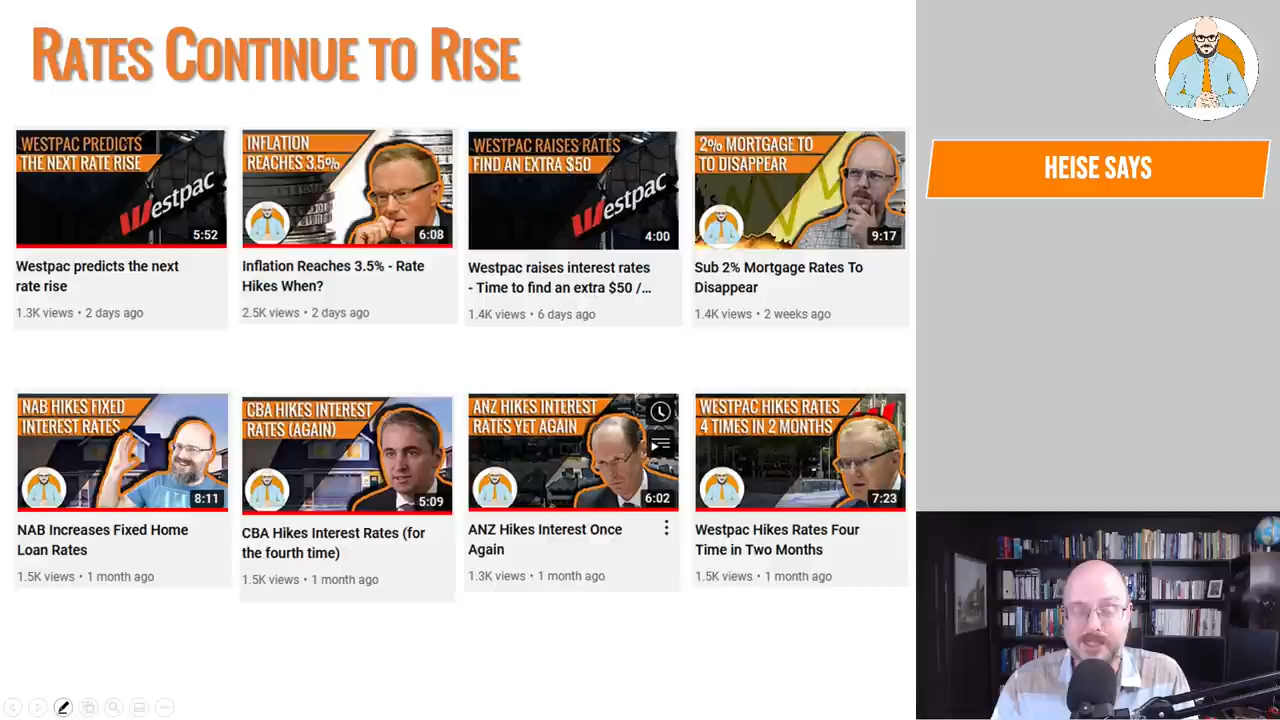 RATES CONTINUE TO RISE
HEISE SAYS
WESTPAC PREDICTS
THE NEXT RATE RISE
Westpac
5:52
Westpac predicts the next
rate rise
1.3K views • 2 days ago
INFLATION
REACHES 3.5%
6:08
Inflation Reaches 3.5% - Rate
Hikes When?
2.5K views • 2 days ago
WESTPAC RAISES RATES
FIND AN EXTRA $50
Westpac
4:00
Westpac raises interest rates
- Time to find an extra $50 /...
1.4K views • 6 days ago
2% MORTGAGE TO
TO DISAPPEAR
9:17
Sub 2% Mortgage Rates To
Disappear
1.4K views • 2 weeks ago
NAB HIKES FIXED
INTEREST RATES
8:11
NAB Increases Fixed Home
Loan Rates
1.5K views • 1 month ago
CBA HIKES INTEREST
RATES (AGAIN)
5:09
CBA Hikes Interest Rates (for
the fourth time)
1.5K views • 1 month ago
ANZ HIKES INTEREST
RATES YET AGAIN
6:02
ANZ Hikes Interest Once
Again
1.3K views • 1 month ago
WESTPAC HIKES RATES
4 TIMES IN 2 MONTHS
7:23
Westpac Hikes Rates Four
Time in Two Months
1.5K views • 1 month ago